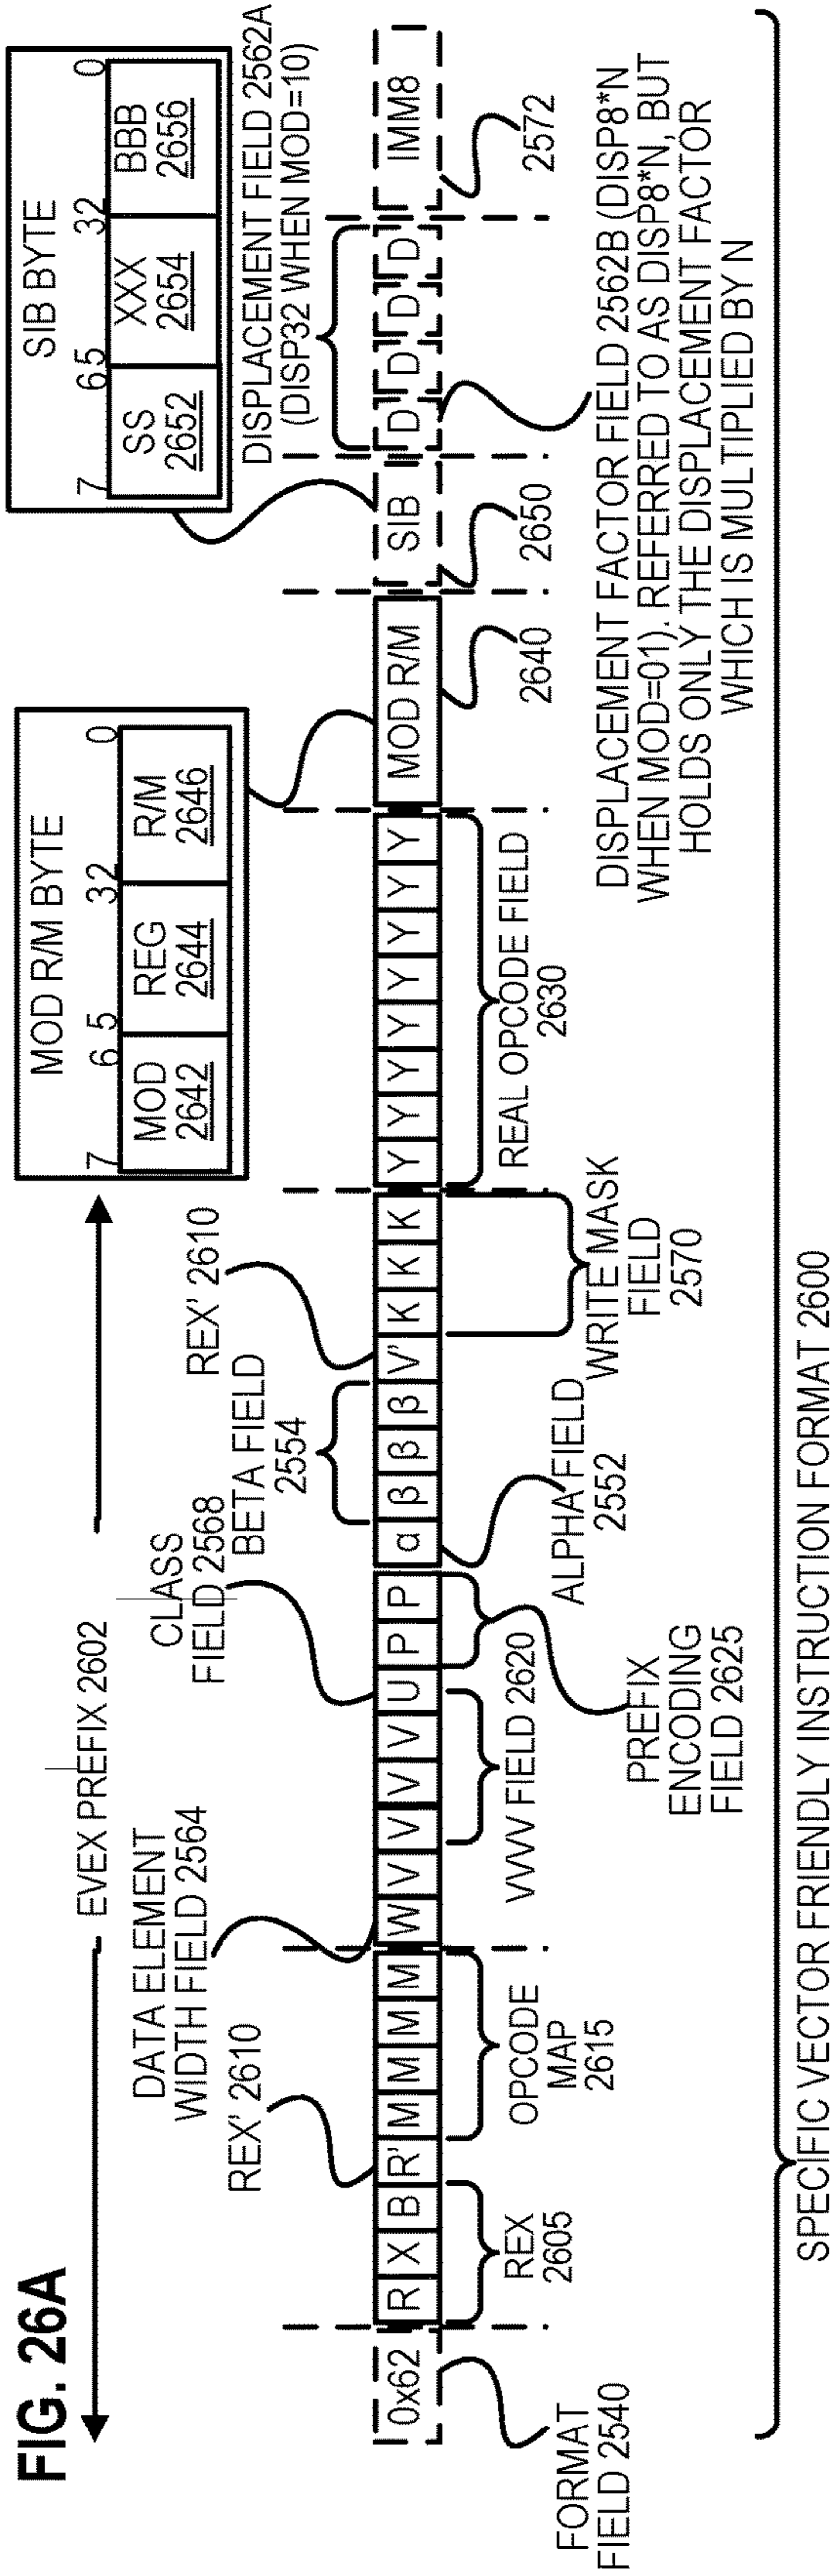 FIG. 26A
EVEX PREFIX 2602
MOD R/M BYTE
7 6 5 3 2 0
MOD
2642
REG
2644
R/M
2646
SIB BYTE
7 6 5 3 2 0
SS
2652
XXX
2654
BBB
2656
REX' 2610
DATA ELEMENT
WIDTH FIELD 2564
CLASS
FIELD 2568
BETA FIELD
2554
REX' 2610
DISPLACEMENT FIELD 2562A
(DISP32 WHEN MOD=10)
0x62 R X B R' M M M M W V V V V U P P α β β β V' K K K Y Y Y Y Y Y Y Y MOD R/M SIB D D D D IMM8
FORMAT
FIELD 2540
REX
2605
OPCODE
MAP
2615
VVVV FIELD 2620
PREFIX
ENCODING
FIELD 2625
ALPHA FIELD
2552
WRITE MASK
FIELD
2570
REAL OPCODE FIELD
2630
2640
2650
2572
DISPLACEMENT FACTOR FIELD 2562B (DISP8*N
WHEN MOD=01). REFERRED TO AS DISP8*N, BUT
HOLDS ONLY THE DISPLACEMENT FACTOR
WHICH IS MULTIPLIED BY N
SPECIFIC VECTOR FRIENDLY INSTRUCTION FORMAT 2600